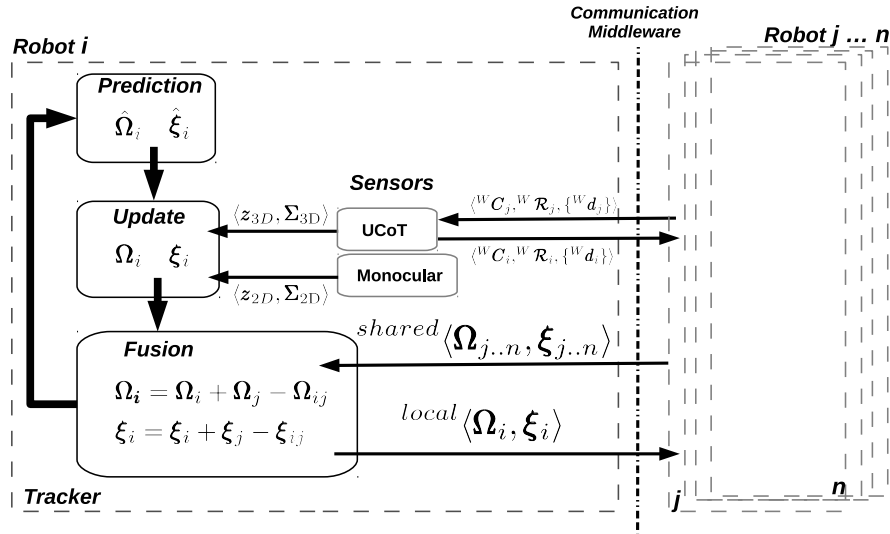 Communication
Middleware
Robot i
Robot j ... n
Prediction
Ω̂ᵢ ξ̂ᵢ
Sensors
Update
Ωᵢ ξᵢ
⟨z₃D, Σ₃D⟩
UCoT
⟨ᵂCⱼ,ᵂRⱼ,{ᵂdⱼ}⟩
⟨ᵂCᵢ,ᵂRᵢ,{ᵂdᵢ}⟩
Monocular
⟨z₂D, Σ₂D⟩
Fusion
Ωᵢ = Ωᵢ + Ωⱼ − Ωᵢⱼ
ξᵢ = ξᵢ + ξⱼ − ξᵢⱼ
shared⟨Ωj..n, ξj..n⟩
local⟨Ωᵢ, ξᵢ⟩
Tracker
j
n